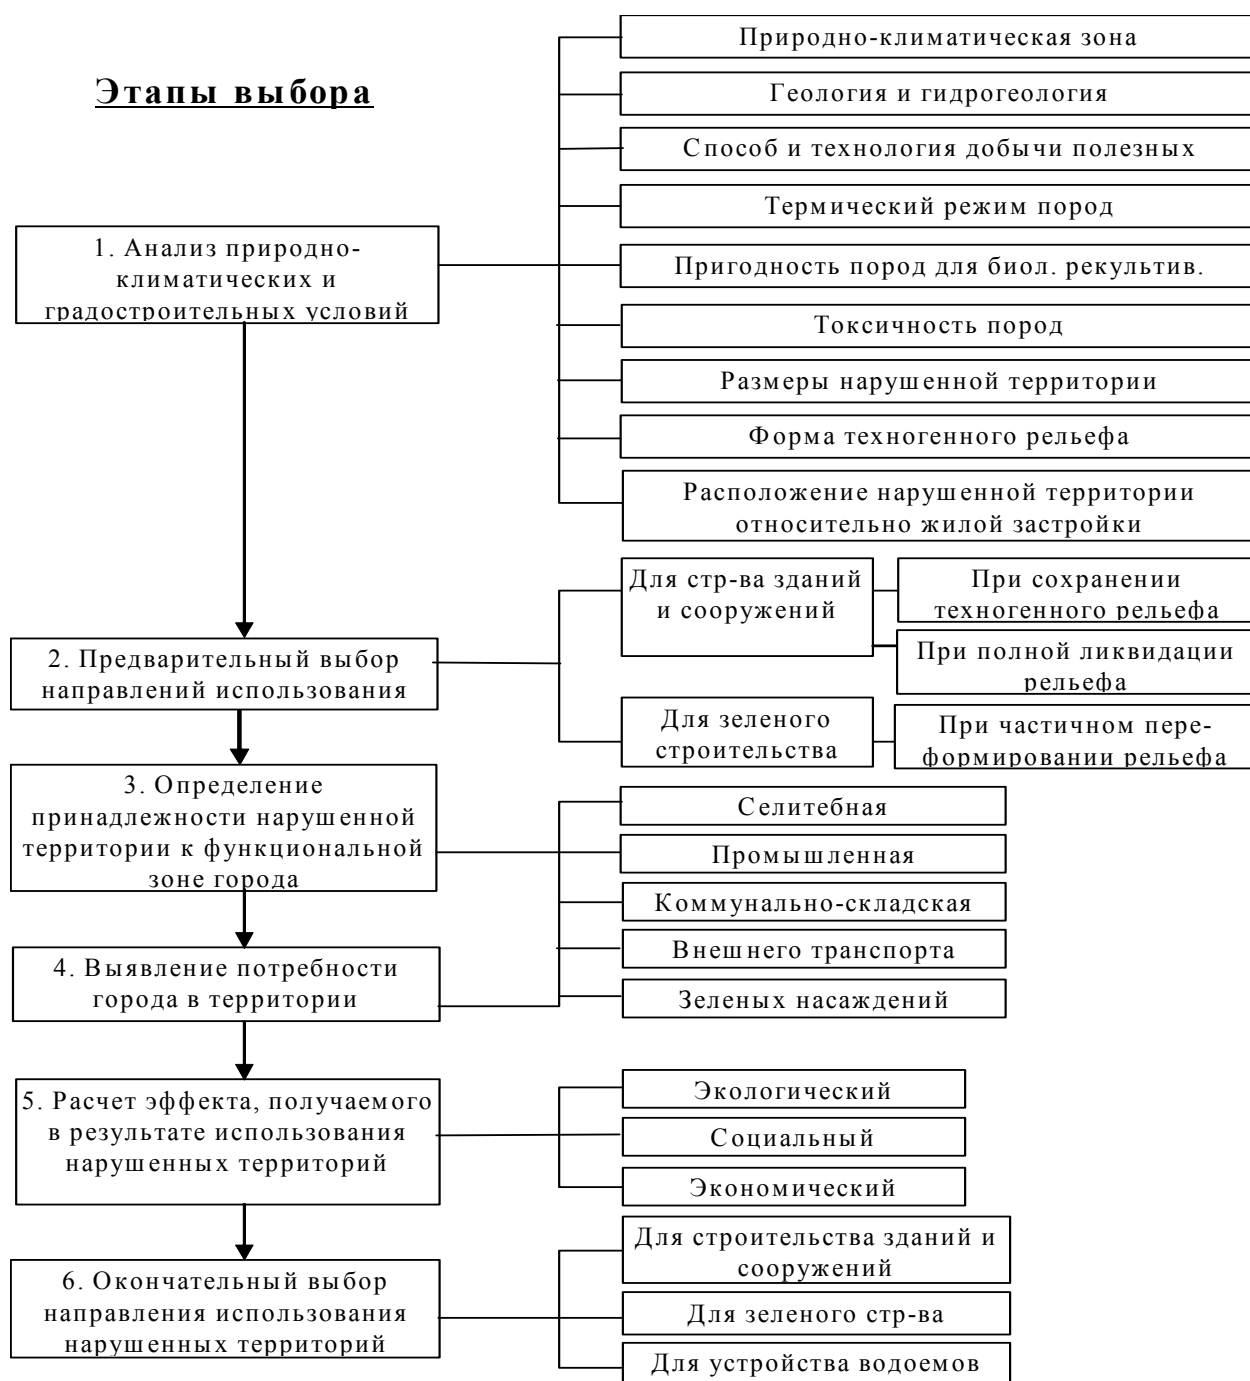 Этапы выбора
Природно-климатическая зона
Геология и гидрогеология
Способ и технология добычи полезных
Термический режим пород
Пригодность пород для биол. рекультив.
Токсичность пород
Размеры нарушенной территории
Форма техногенного рельефа
Расположение нарушенной территории
относительно жилой застройки
1. Анализ природно-
климатических и
градостроительных условий
2. Предварительный выбор
направлений использования
Для стр-ва зданий
и сооружений
При сохранении
техногенного рельефа
При полной ликвидации
рельефа
Для зеленого
строительства
При частичном пере-
формировании рельефа
3. Определение
принадлежности нарушенной
территории к функциональной
зоне города
Селитебная
Промышленная
Коммунально-складская
Внешнего транспорта
Зеленых насаждений
4. Выявление потребности
города в территории
5. Расчет эффекта, получаемого
в результате использования
нарушенных территорий
Экологический
Социальный
Экономический
6. Окончательный выбор
направления использования
нарушенных территорий
Для строительства зданий и
сооружений
Для зеленого стр-ва
Для устройства водоемов